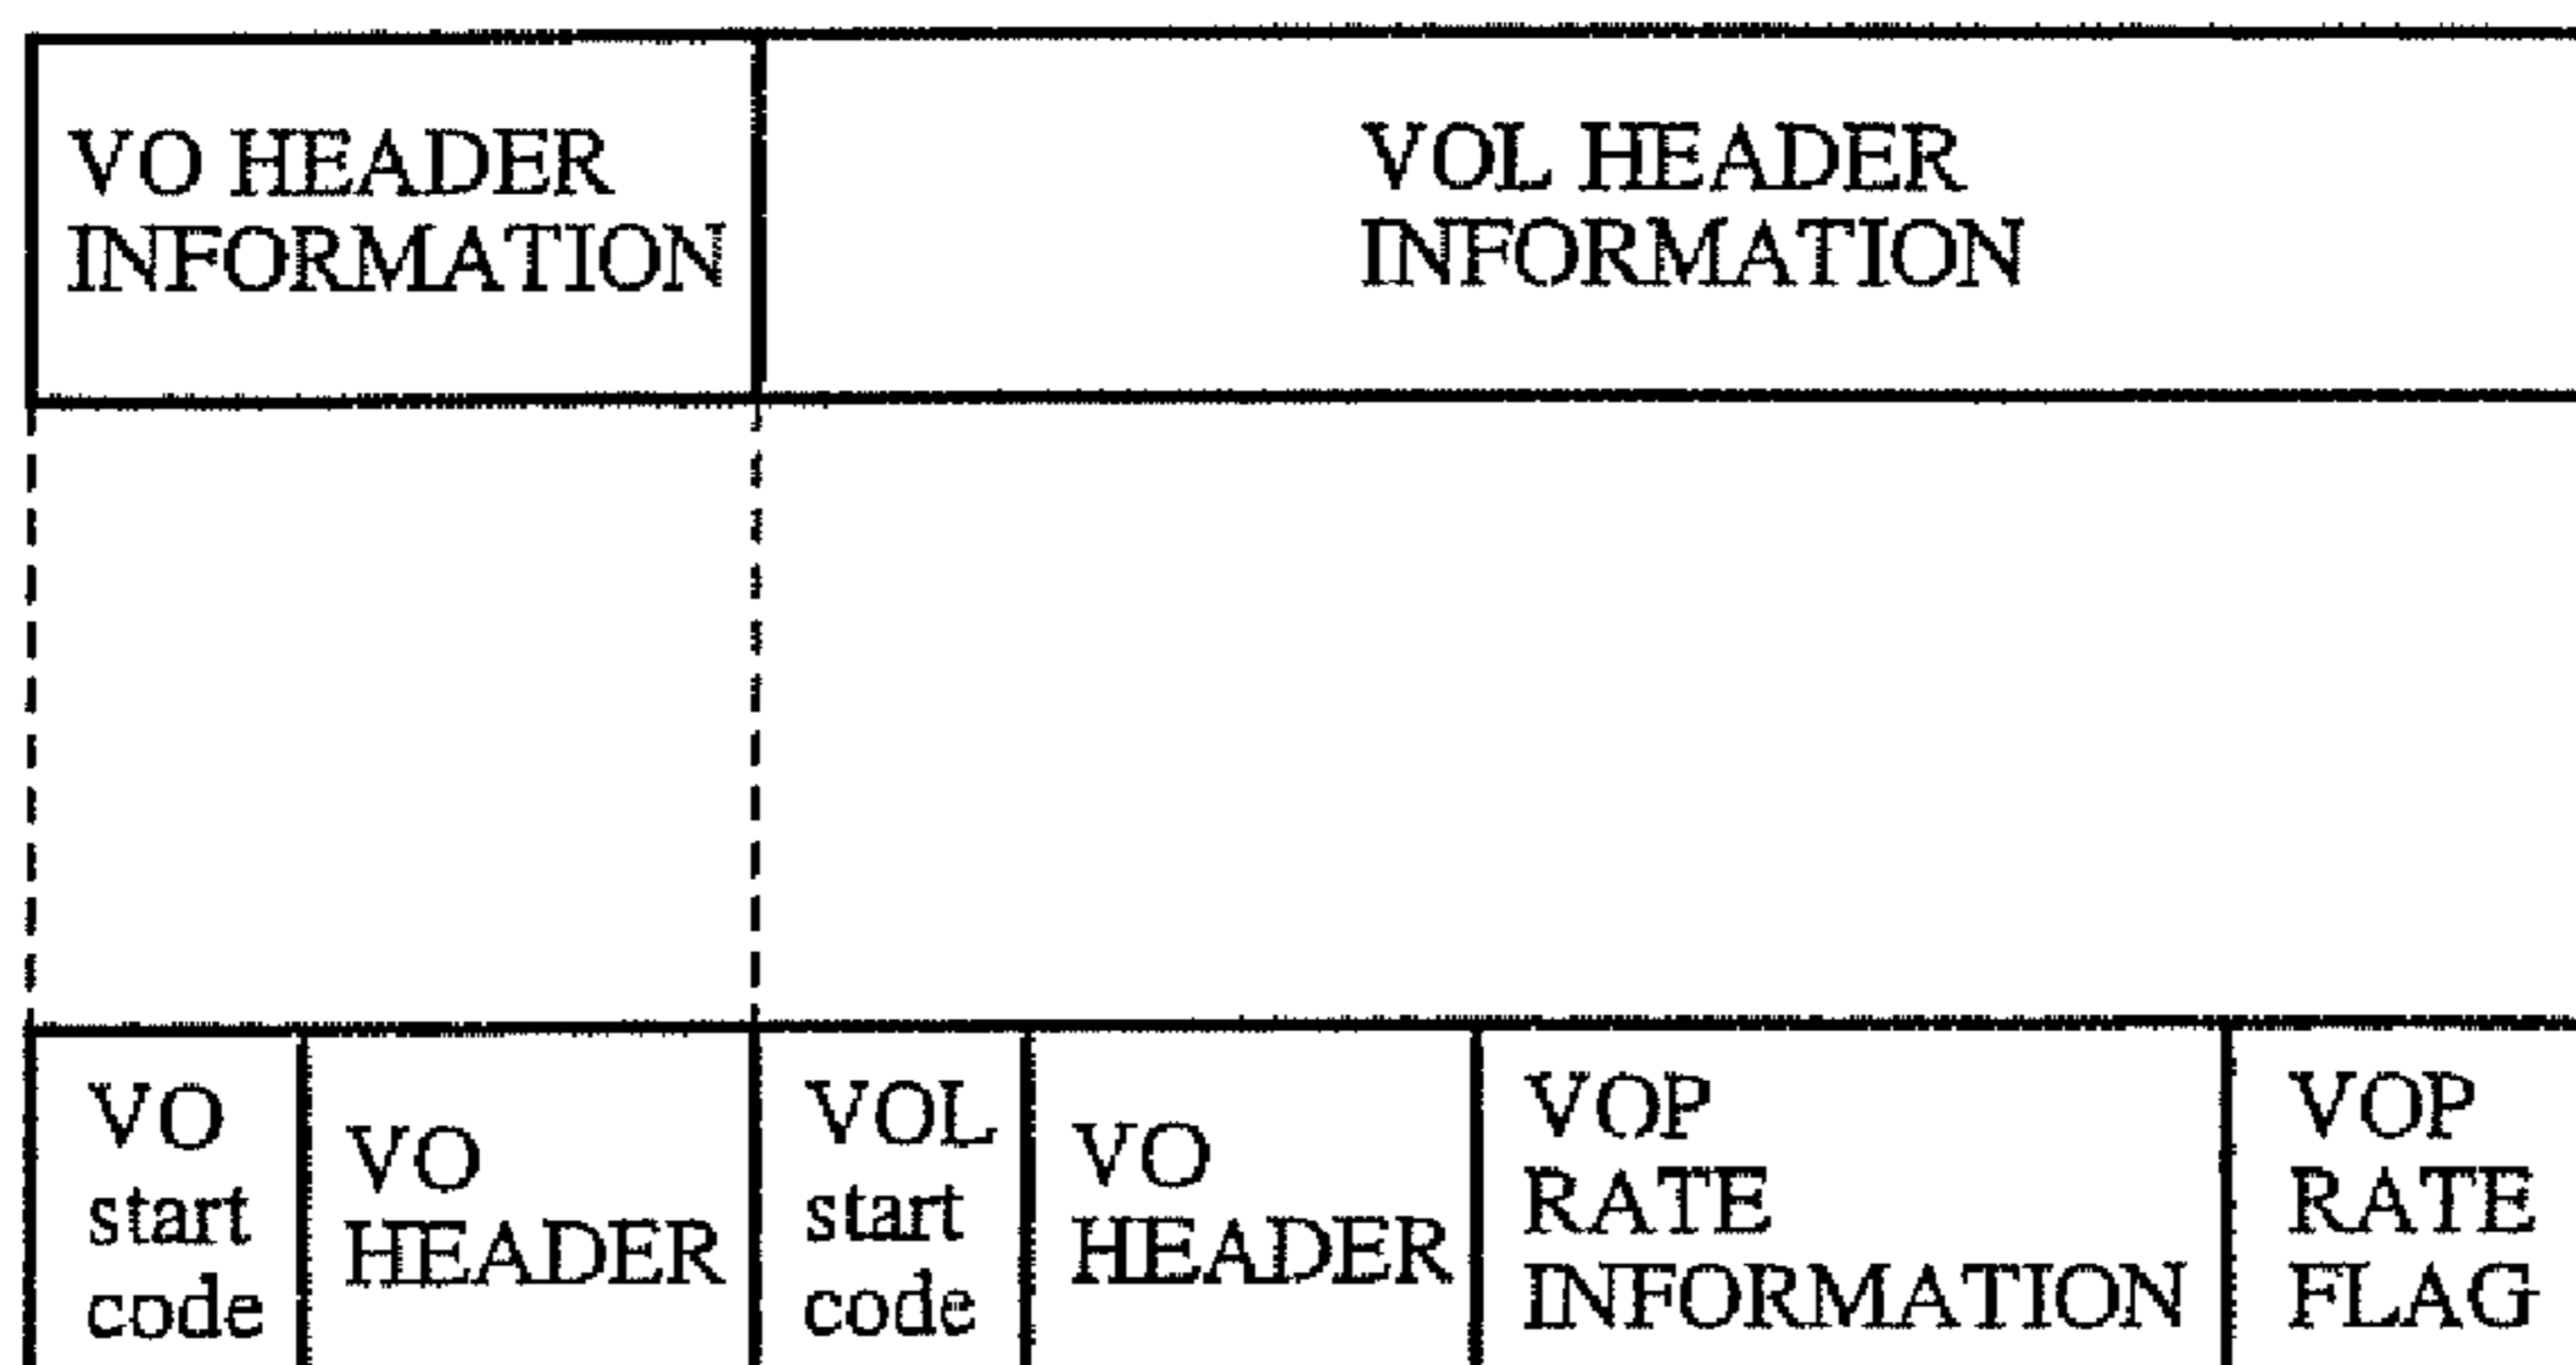 VO HEADER
INFORMATION
VOL HEADER
INFORMATION
VO
start
code
VO
HEADER
VOL
start
code
VO
HEADER
VOP
RATE
INFORMATION
VOP
RATE
FLAG